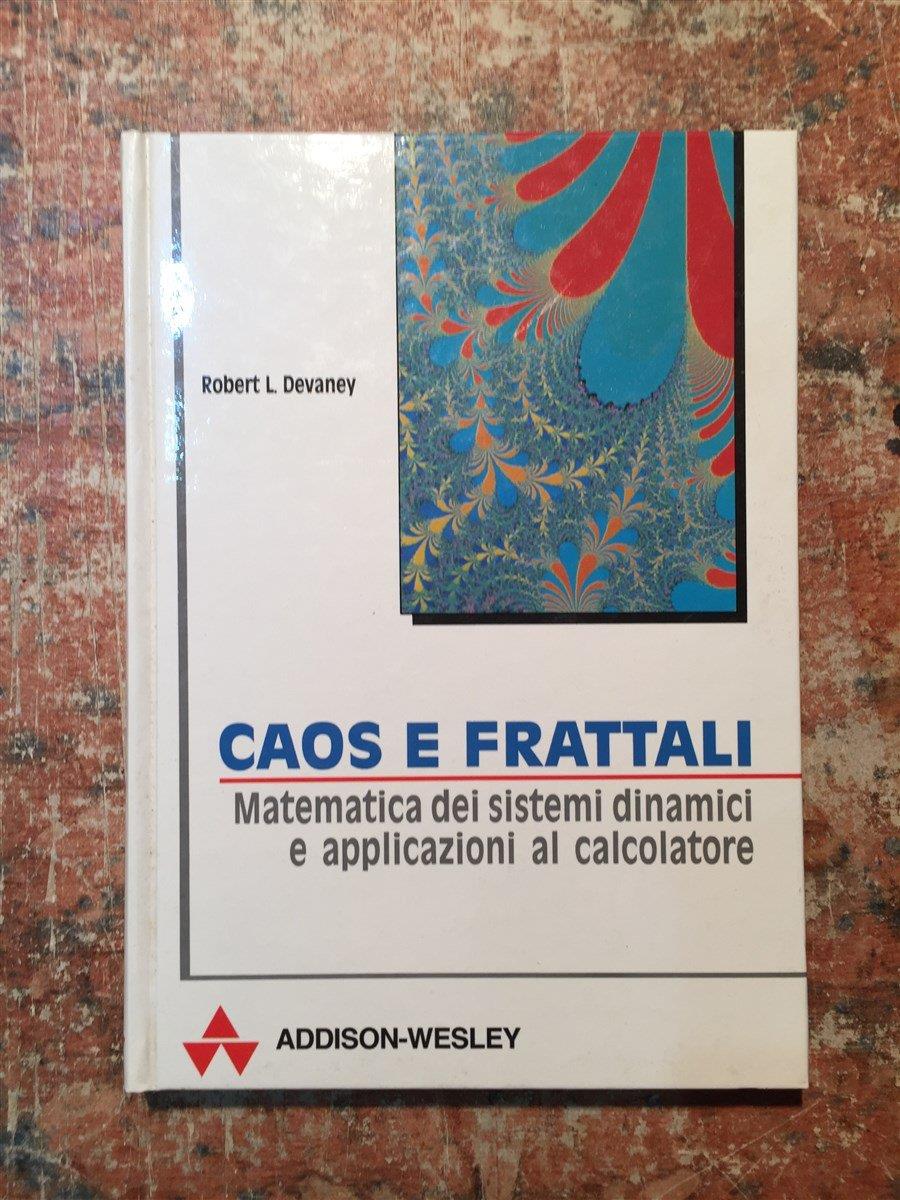 Robert L. Devaney
CAOS E FRATTALI
Matematica dei sistemi dinamici
e applicazioni al calcolatore
ADDISON-WESLEY